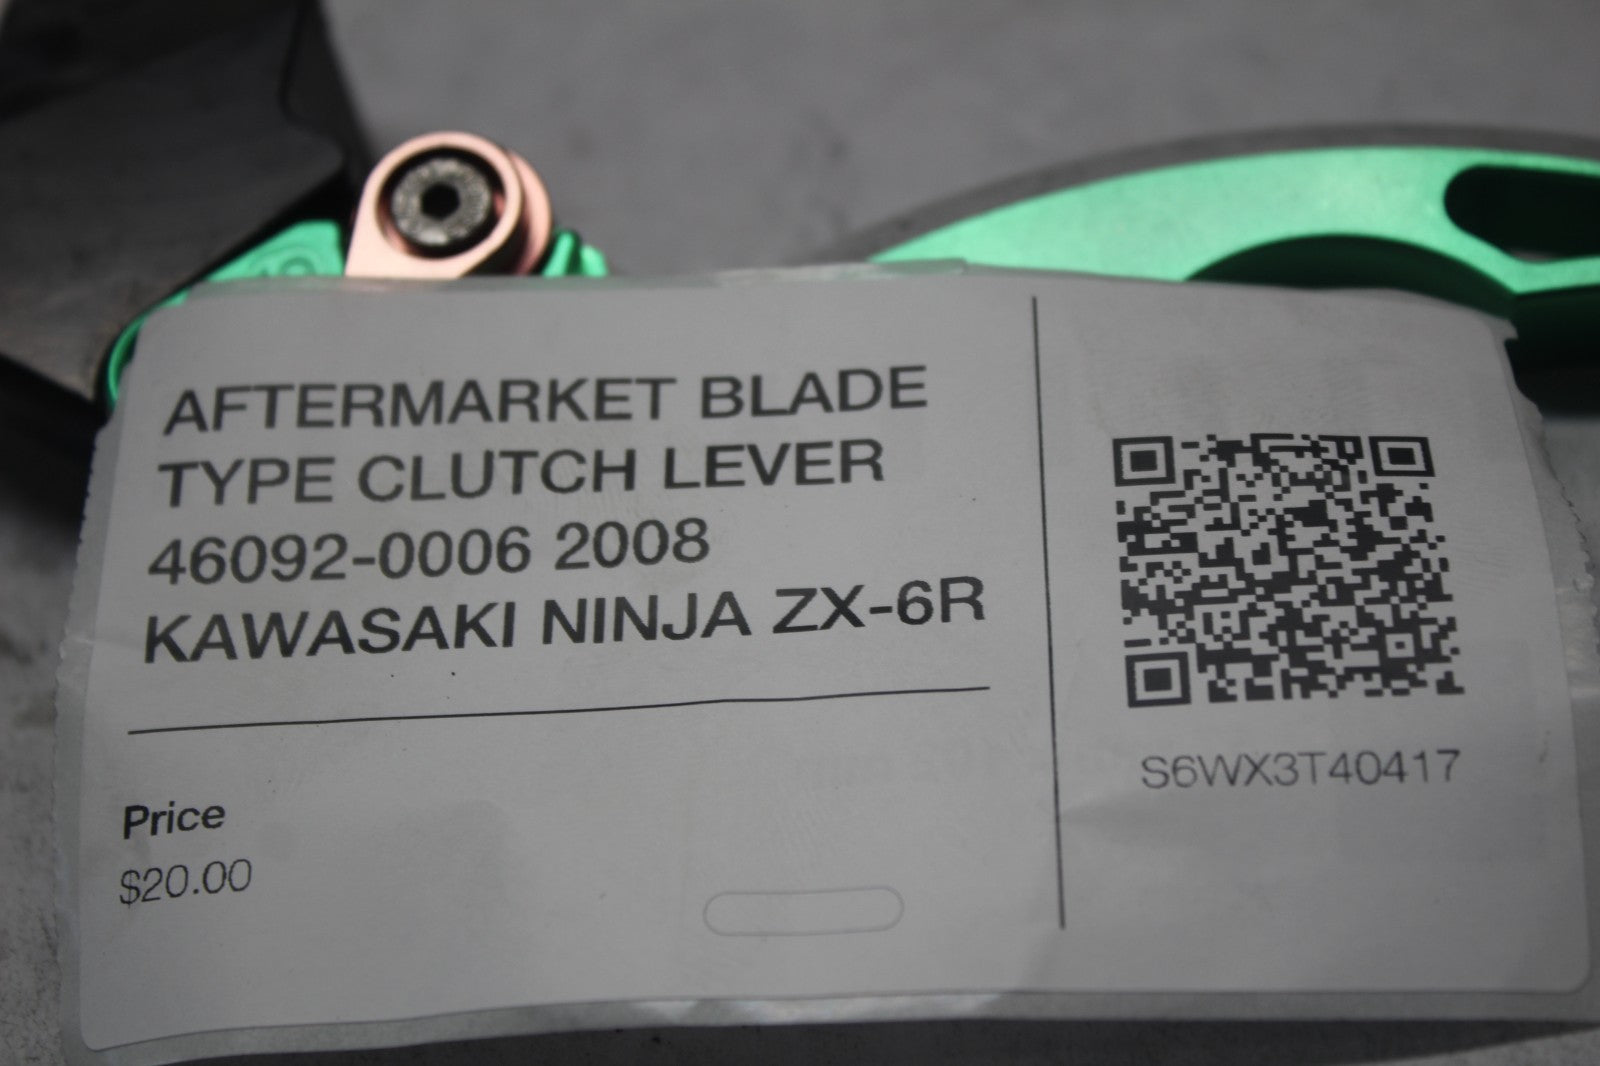 AFTERMARKET BLADE
TYPE CLUTCH LEVER
46092-0006 2008
KAWASAKI NINJA ZX-6R
Price
$20.00
S6WX3T40417